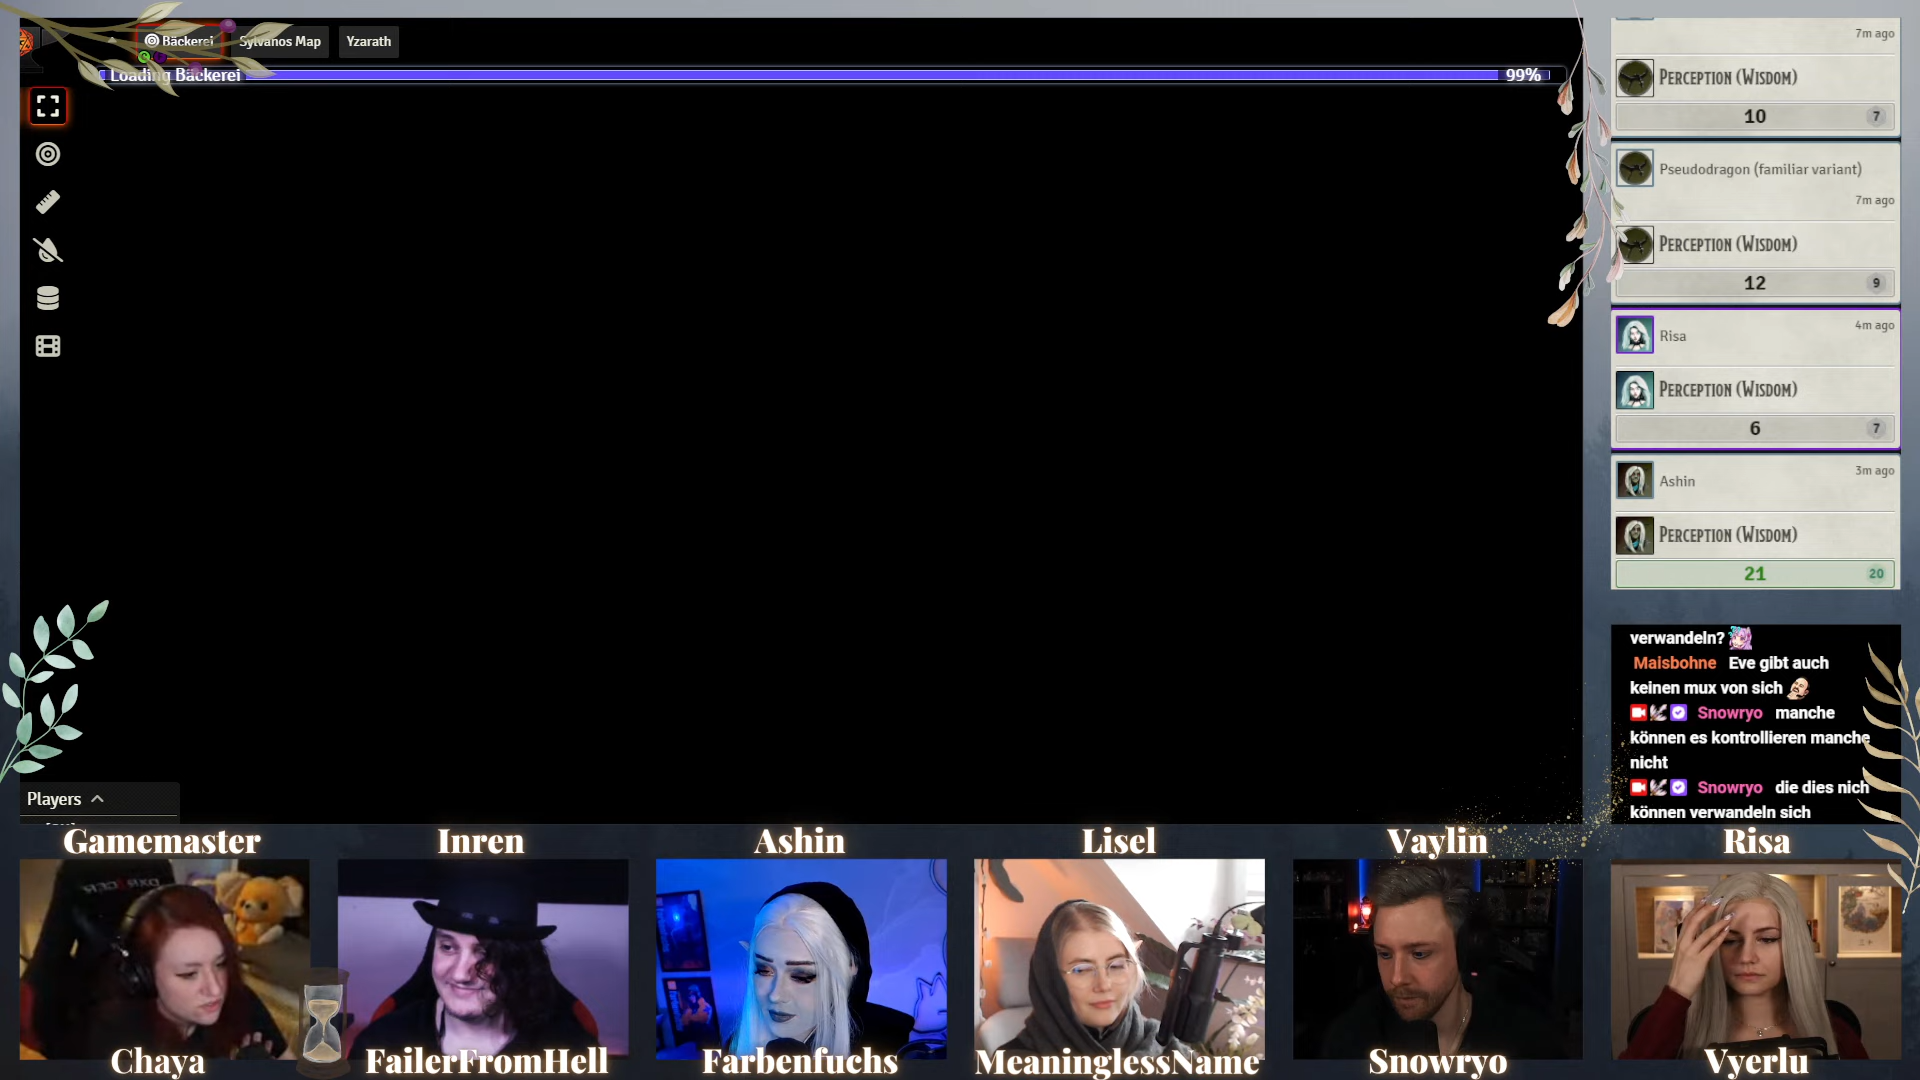 Bäckerei
Sylvanos Map
Yzarath
Loading Bäckerei
99%
7m ago
Perception (Wisdom)
10
7
Pseudodragon (familiar variant)
7m ago
Perception (Wisdom)
12
9
4m ago
Risa
Perception (Wisdom)
6
7
3m ago
Ashin
Perception (Wisdom)
21
20
verwandeln?
Maisbohne Eve gibt auch
keinen mux von sich
Snowryo manche
können es kontrollieren manche
nicht
Snowryo die dies nich
können verwandeln sich
Players
Gamemaster
Inren
Ashin
Lisel
Vaylin
Risa
Chaya
FailerFromHell
Farbenfuchs
MeaninglessName
Snowryo
Vyerlu